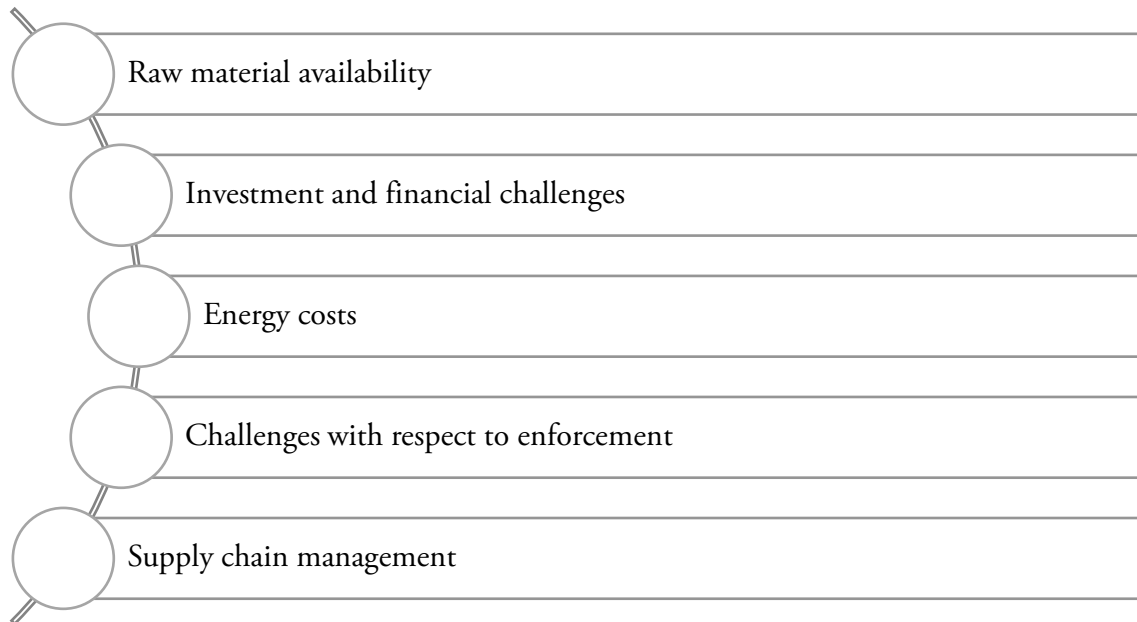 Raw material availability
Investment and financial challenges
Energy costs
Challenges with respect to enforcement
Supply chain management